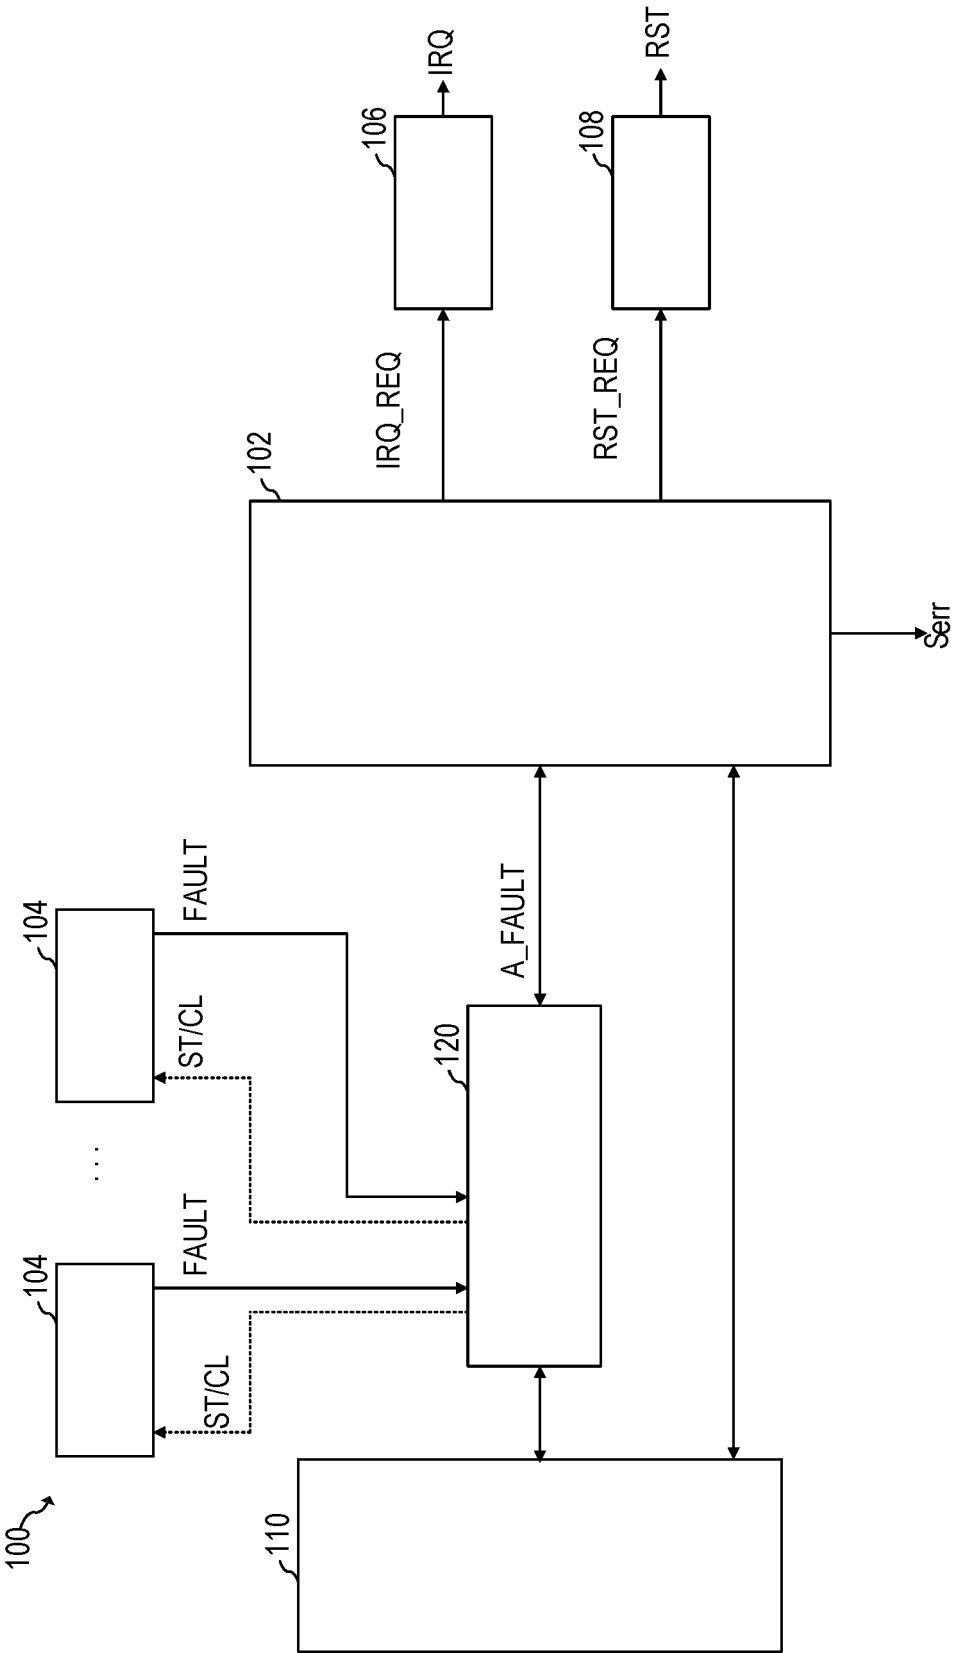 100
104
104
ST/CL
FAULT
ST/CL
FAULT
110
120
A_FAULT
102
IRQ_REQ
106
IRQ
RST_REQ
108
RST
Serr
. . .